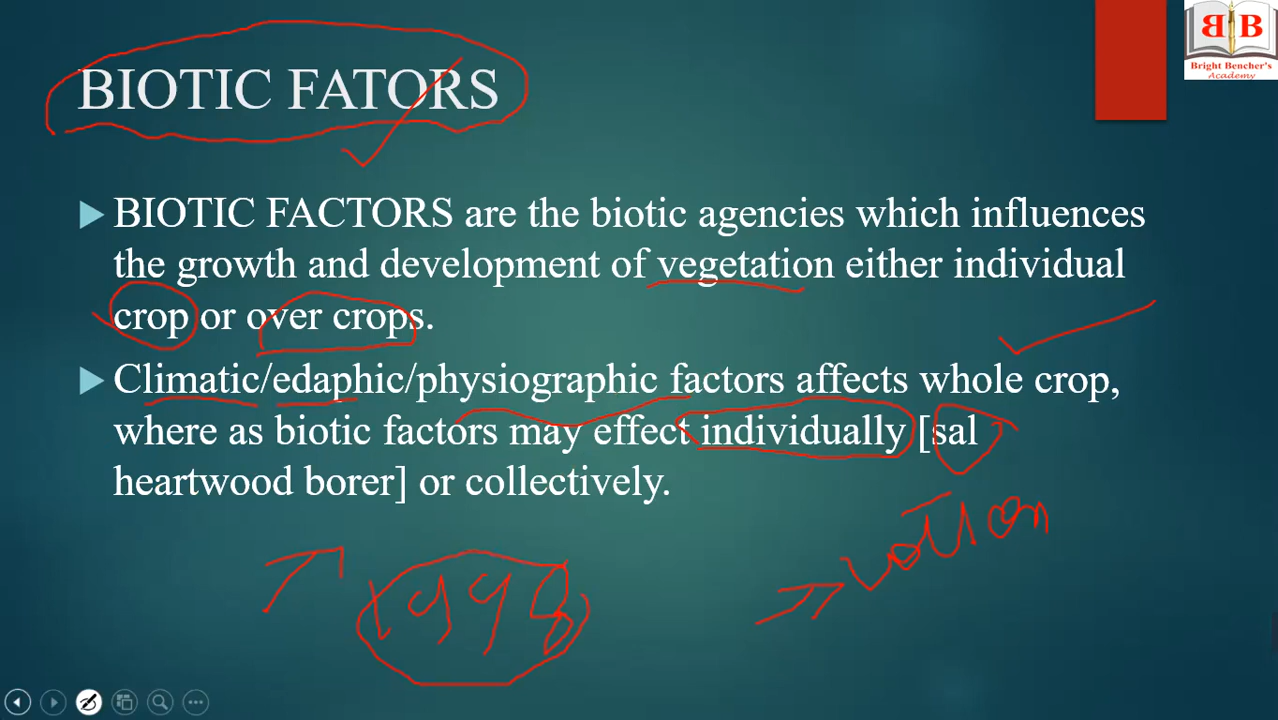 BIOTIC FATORS
BB
Bright Bencher's
Academy
BIOTIC FACTORS are the biotic agencies which influences
the growth and development of vegetation either individual
crop or over crops.
Climatic/edaphic/physiographic factors affects whole crop,
where as biotic factors may effect individually [sal
heartwood borer] or collectively.
1998